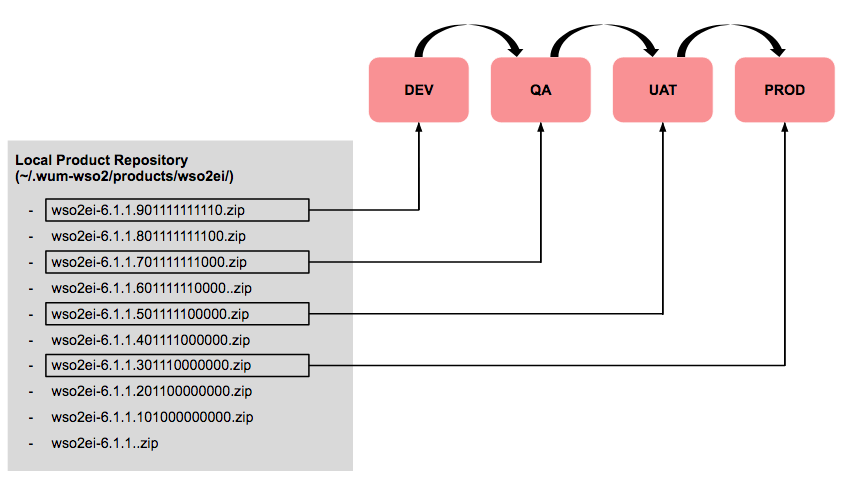 DEV
QA
UAT
PROD
Local Product Repository
(~/.wum-wso2/products/wso2ei/)
- wso2ei-6.1.1.901111111110.zip
- wso2ei-6.1.1.801111111100.zip
- wso2ei-6.1.1.701111111000.zip
- wso2ei-6.1.1.601111110000..zip
- wso2ei-6.1.1.501111100000.zip
- wso2ei-6.1.1.401111000000.zip
- wso2ei-6.1.1.301110000000.zip
- wso2ei-6.1.1.201100000000.zip
- wso2ei-6.1.1.101000000000.zip
- wso2ei-6.1.1..zip